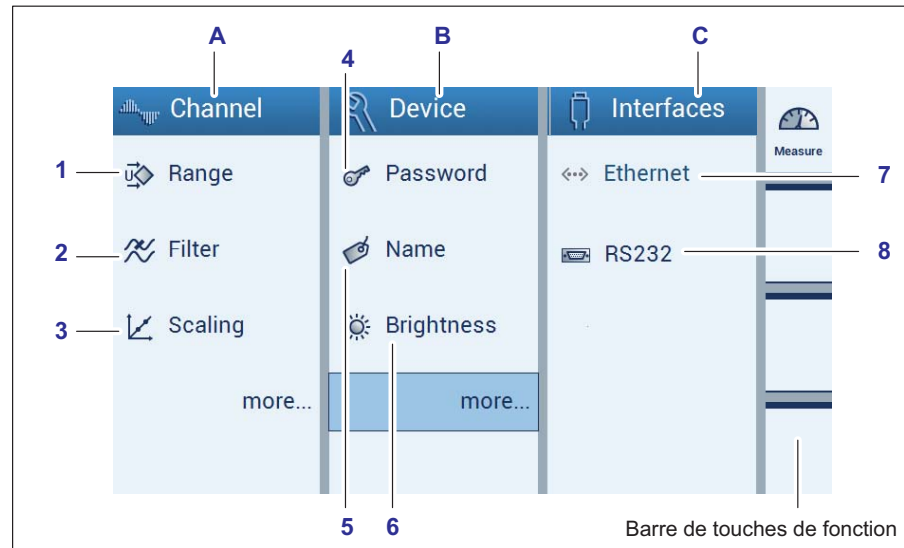 A B C
4
Channel Device Interfaces
Measure
1 Range Password Ethernet 7
2 Filter Name RS232 8
3 Scaling Brightness
more... more...
5 6
Barre de touches de fonction